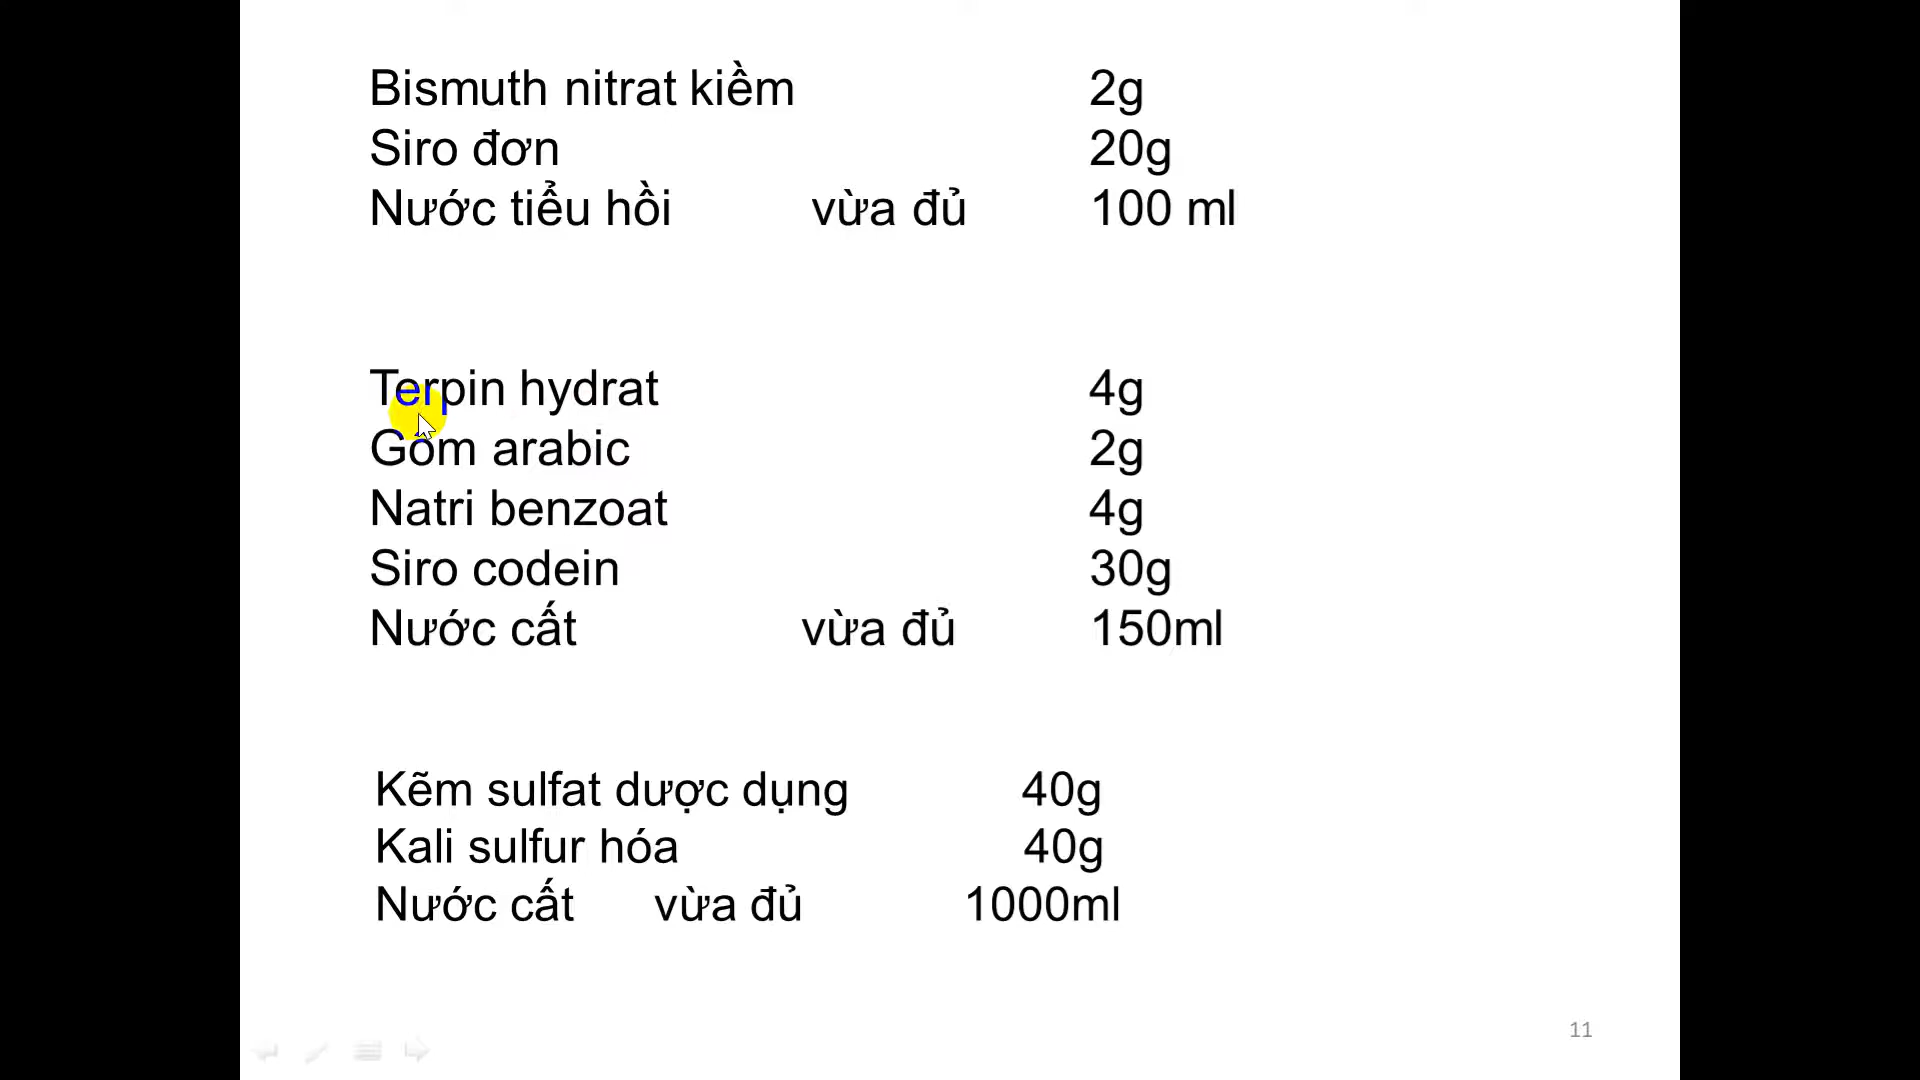 Bismuth nitrat kiềm 2g
Siro đơn 20g
Nước tiểu hồi vừa đủ 100 ml
Terpin hydrat 4g
Gôm arabic 2g
Natri benzoat 4g
Siro codein 30g
Nước cất vừa đủ 150ml
Kẽm sulfat dược dụng 40g
Kali sulfur hóa 40g
Nước cất vừa đủ 1000ml
11